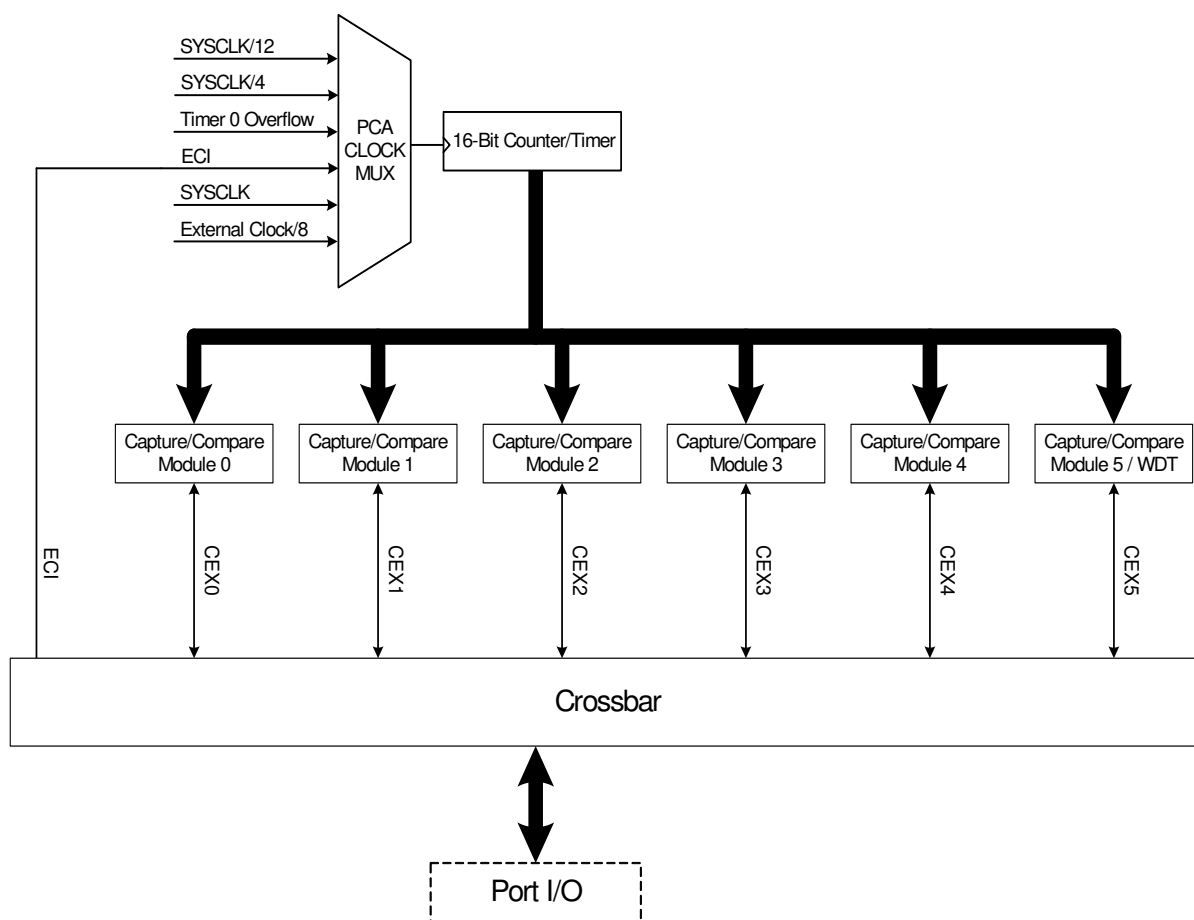 SYSCLK/12
SYSCLK/4
Timer 0 Overflow
ECI
SYSCLK
External Clock/8
PCA
CLOCK
MUX
16-Bit Counter/Timer
Capture/Compare
Module 0
Capture/Compare
Module 1
Capture/Compare
Module 2
Capture/Compare
Module 3
Capture/Compare
Module 4
Capture/Compare
Module 5 / WDT
ECI
CEX0
CEX1
CEX2
CEX3
CEX4
CEX5
Crossbar
Port I/O